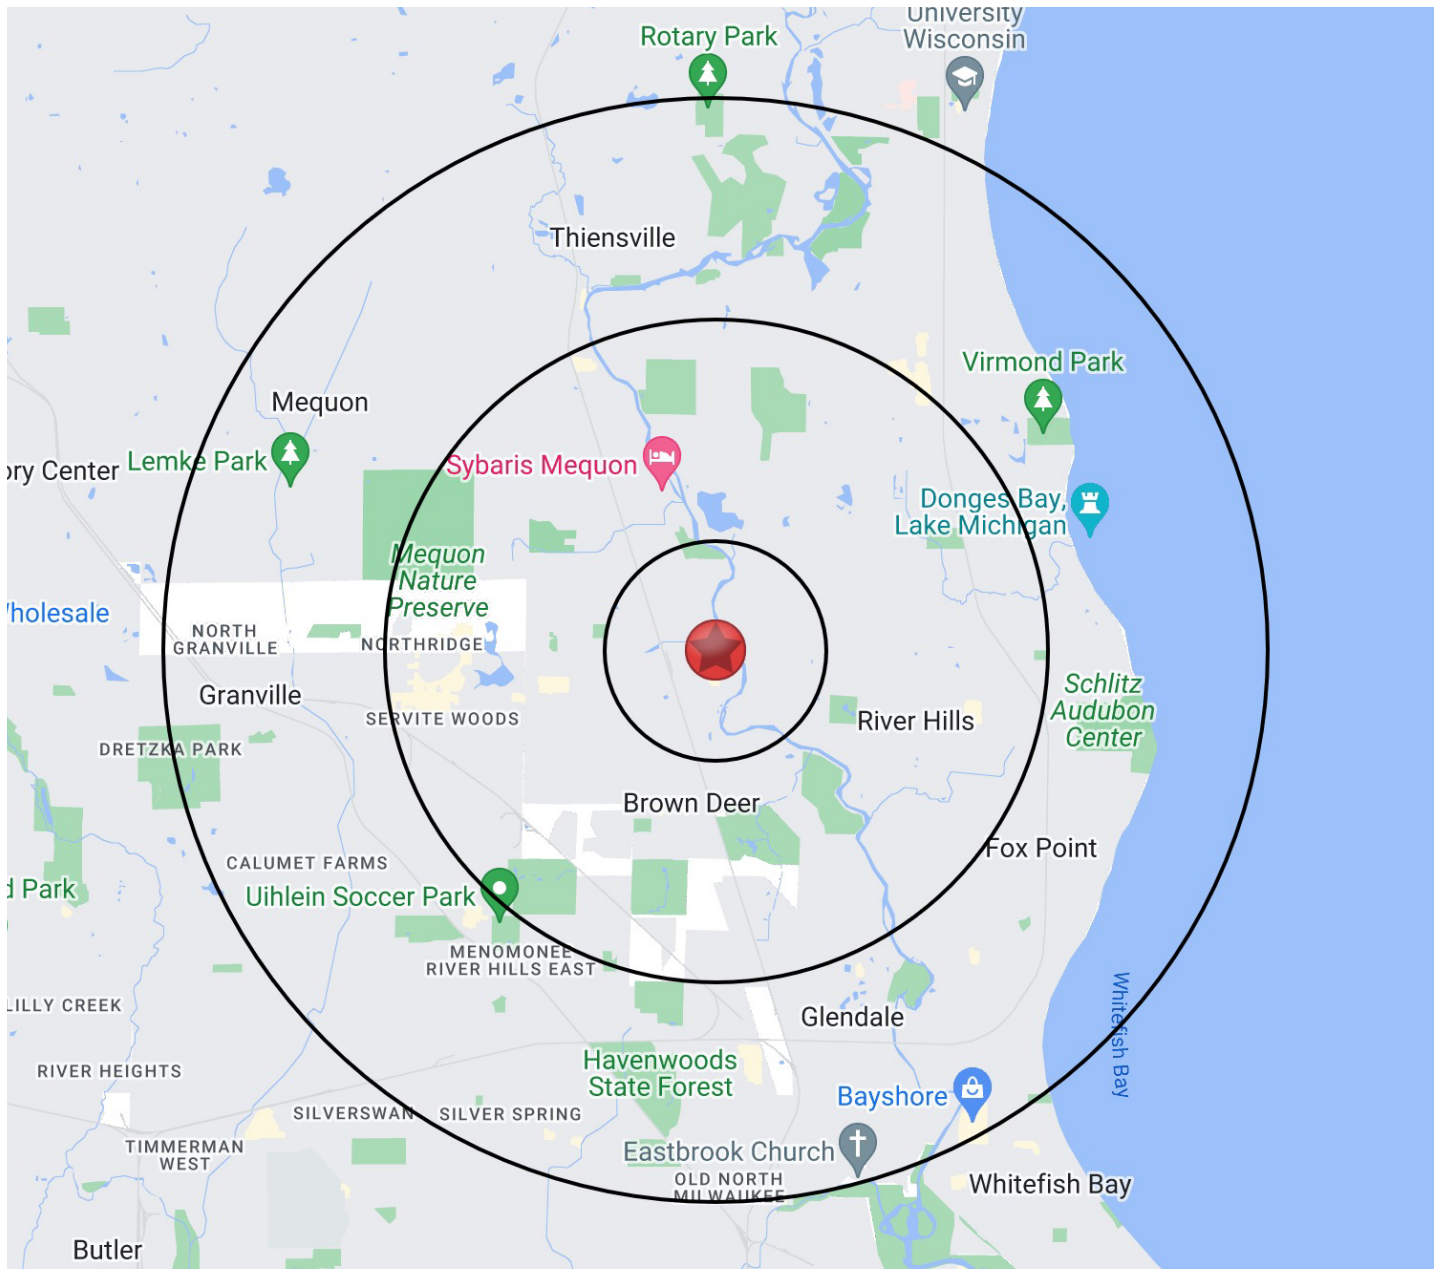 University
Wisconsin
Rotary Park
Thiensville
Virmond Park
Mequon
Lemke Park
ory Center
Sybaris Mequon
Donges Bay,
Lake Michigan
Mequon
Nature
Preserve
Wholesale
NORTH
GRANVILLE
NORTHRIDGE
Granville
SERVITE WOODS
River Hills
Schlitz
Audubon
Center
DRETZKA PARK
Brown Deer
Fox Point
CALUMET FARMS
d Park
Uihlein Soccer Park
MENOMONEE
RIVER HILLS EAST
LILLY CREEK
Glendale
Whitefish Bay
RIVER HEIGHTS
Havenwoods
State Forest
Bayshore
SILVERSWAN
SILVER SPRING
TIMMERMAN
WEST
Eastbrook Church
OLD NORTH
MILWAUKEE
Whitefish Bay
Butler